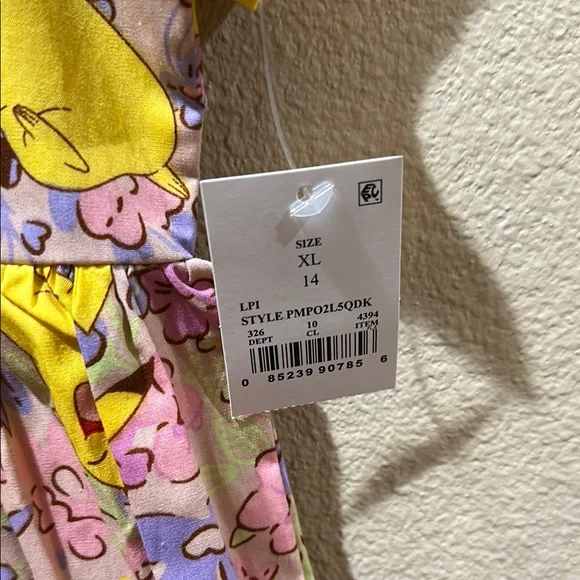 SIZE
XL
14
LPI
STYLE PMPO2L5QDK
326 10 4394
DEPT CL ITEM
0 85239 90785 6